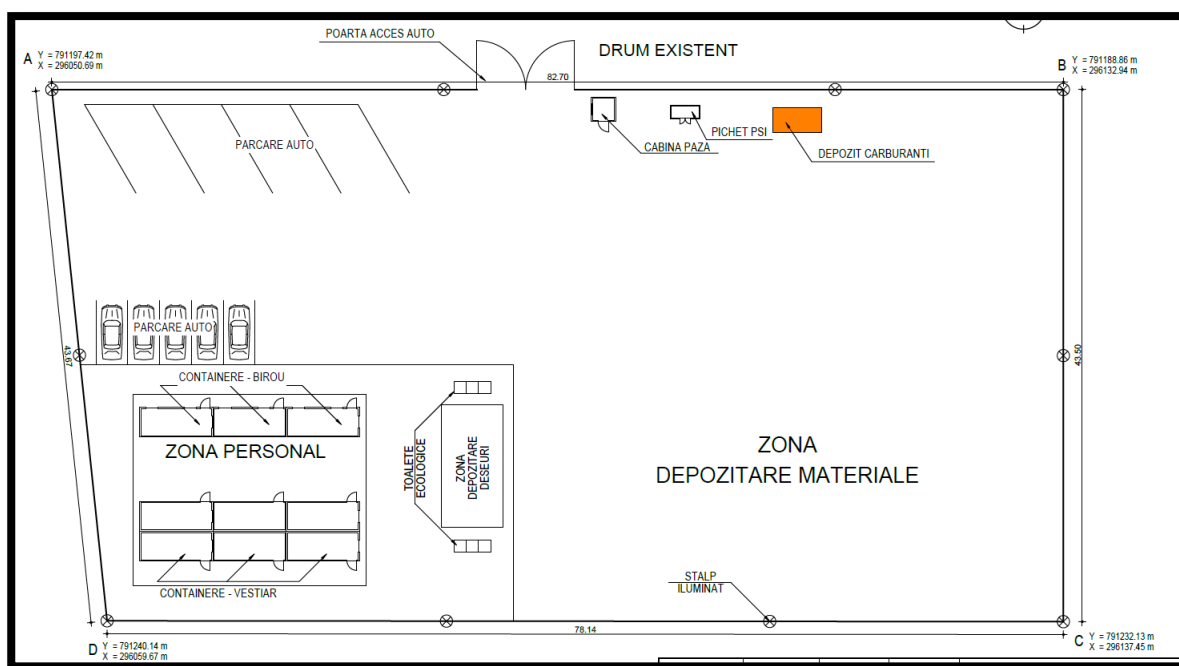 POARTA ACCES AUTO
DRUM EXISTENT
A
Y = 791197.42 m
X = 296050.69 m
82.70
B
Y = 791188.86 m
X = 296132.94 m
PARCARE AUTO
CABINA PAZA
PICHET PSI
DEPOZIT CARBURANTI
PARCARE AUTO
43.67
43.50
CONTAINERE - BIROU
ZONA PERSONAL
TOALETE
ECOLOGICE
ZONA
DEPOZITARE
DESEURI
ZONA
DEPOZITARE MATERIALE
CONTAINERE - VESTIAR
STALP
ILUMINAT
78.14
D
Y = 791240.14 m
X = 296059.67 m
C
Y = 791232.13 m
X = 296137.45 m